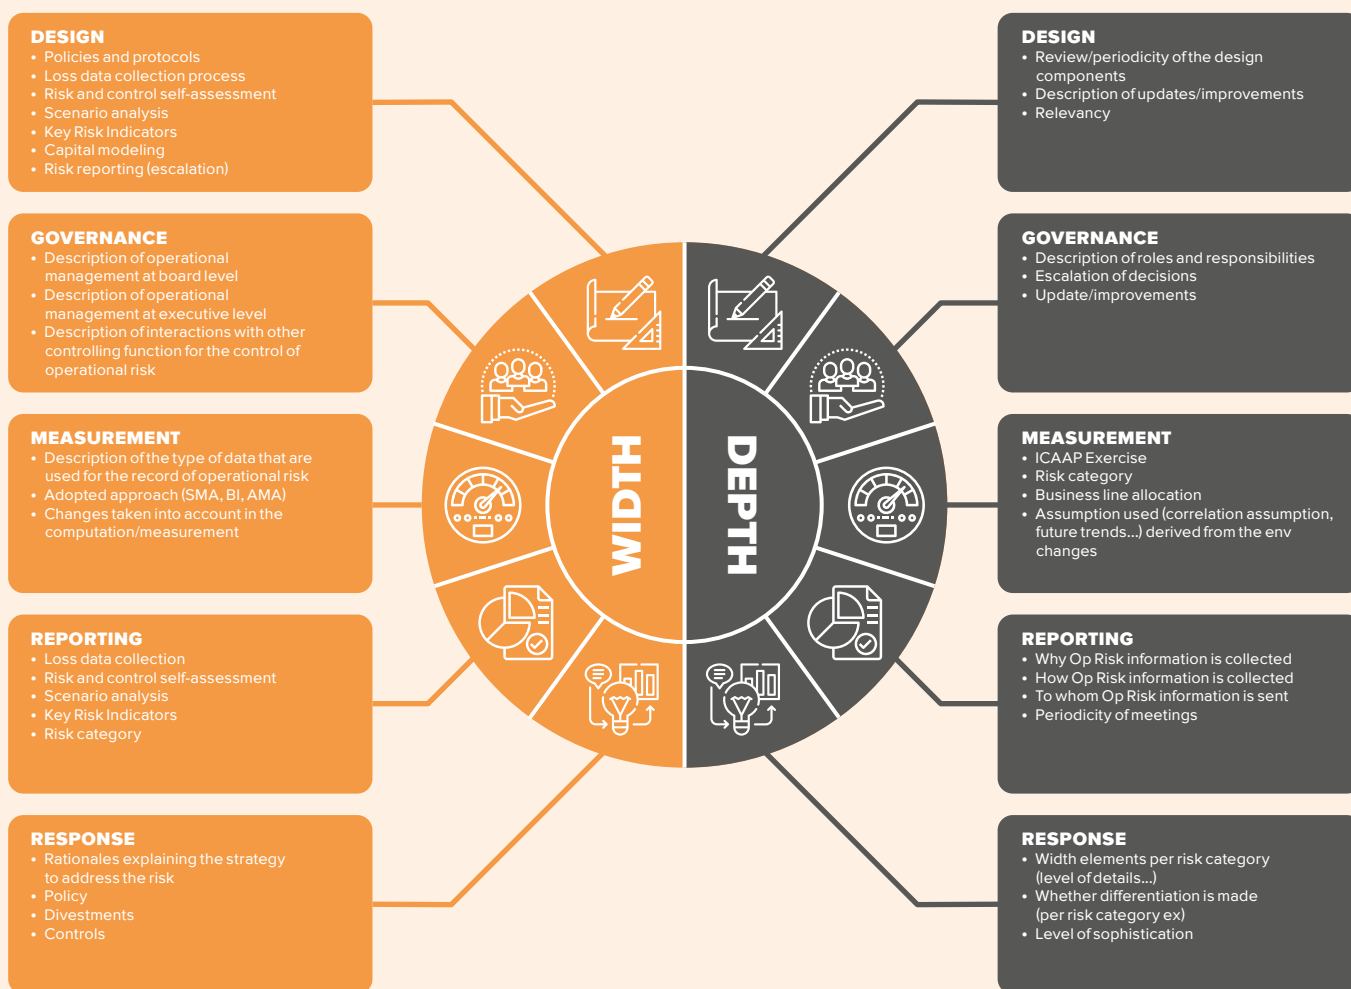 DESIGN
• Policies and protocols
• Loss data collection process
• Risk and control self-assessment
• Scenario analysis
• Key Risk Indicators
• Capital modeling
• Risk reporting (escalation)
GOVERNANCE
• Description of operational
management at board level
• Description of operational
management at executive level
• Description of interactions with other
controlling function for the control of
operational risk
MEASUREMENT
• Description of the type of data that are
used for the record of operational risk
• Adopted approach (SMA, BI, AMA)
• Changes taken into account in the
computation/measurement
REPORTING
• Loss data collection
• Risk and control self-assessment
• Scenario analysis
• Key Risk Indicators
• Risk category
RESPONSE
• Rationales explaining the strategy
to address the risk
• Policy
• Divestments
• Controls
WIDTH
DEPTH
DESIGN
• Review/periodicity of the design
components
• Description of updates/improvements
• Relevancy
GOVERNANCE
• Description of roles and responsibilities
• Escalation of decisions
• Update/improvements
MEASUREMENT
• ICAAP Exercise
• Risk category
• Business line allocation
• Assumption used (correlation assumption,
future trends...) derived from the env
changes
REPORTING
• Why Op Risk information is collected
• How Op Risk information is collected
• To whom Op Risk information is sent
• Periodicity of meetings
RESPONSE
• Width elements per risk category
(level of details...)
• Whether differentiation is made
(per risk category ex)
• Level of sophistication